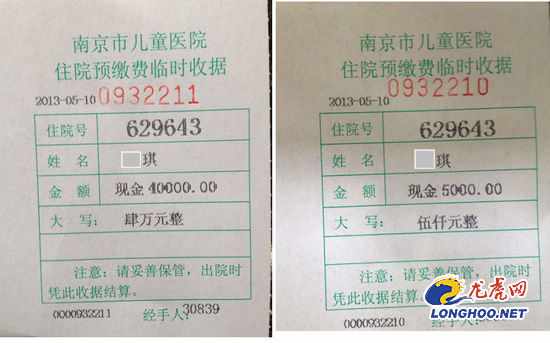 南京市儿童医院
住院预缴费临时收据
2013-05-10 0932211
住院号 629643
姓名 琪
金额 现金 40000.00
大写: 肆万元整
注意:请妥善保管,出院时
凭此收据结算。
0000932211 经手人: 30839
南京市儿童医院
住院预缴费临时收据
2013-05-10 0932210
住院号 629643
姓名 琪
金额 现金 5000.00
大写: 伍仟元整
注意:请妥善保管,出院时
凭此收据结算。
0000932210 经手人:
龙虎网
LONGHOO.NET